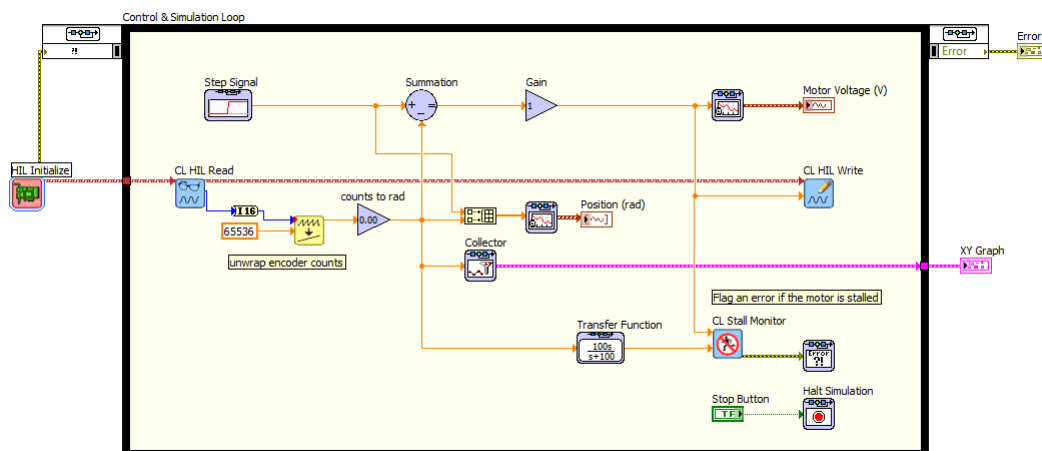 Control & Simulation Loop
?!
Error
Error
Step Signal
Summation
Gain
+
=
-
1
Motor Voltage (V)
HIL Initialize
CL HIL Read
CL HIL Write
counts to rad
I16
0.00
65536
Position (rad)
unwrap encoder counts
Collector
XY Graph
Flag an error if the motor is stalled
Transfer Function
100s
s+100
CL Stall Monitor
Error
?!
Stop Button
TF
Halt Simulation